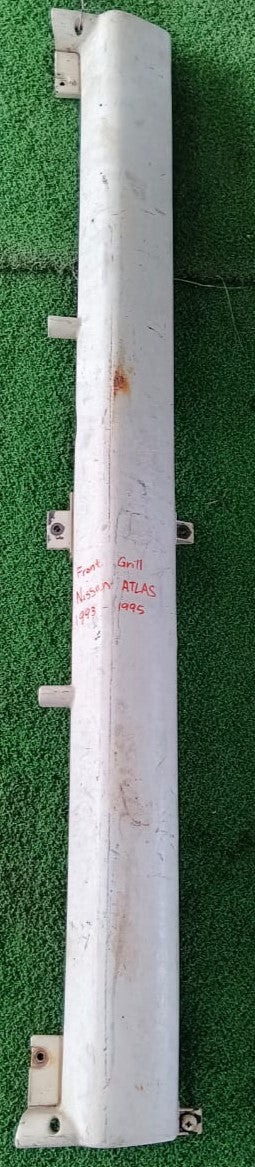 Front Grill
Nissan ATLAS
1993 - 1995